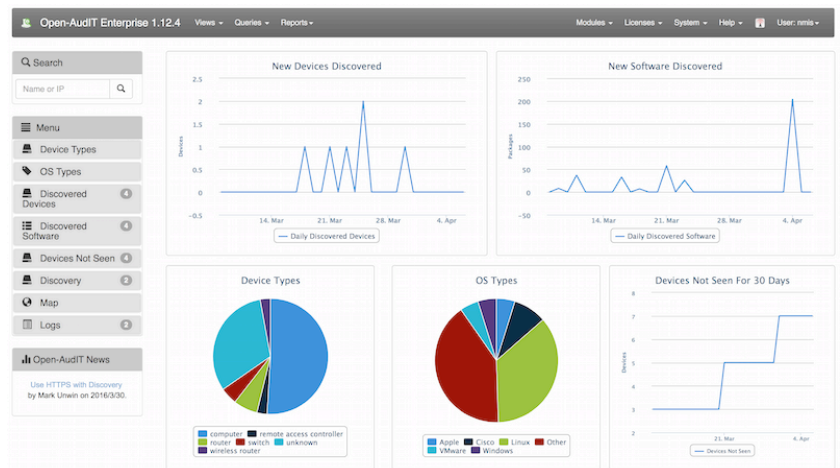 Open-AudIT Enterprise 1.12.4 Views Queries Reports Modules Licenses System Help User: nmis
Search
Name or IP
Menu
Device Types
OS Types
Discovered Devices 4
Discovered Software 4
Devices Not Seen 4
Discovery 2
Map
Logs 2
Open-AudIT News
Use HTTPS with Discovery
by Mark Unwin on 2016/3/30.
New Devices Discovered
2.5
2
1.5
1
0.5
0
-0.5
Devices
14. Mar 21. Mar 28. Mar 4. Apr
Daily Discovered Devices
New Software Discovered
250
200
150
100
50
0
-50
Packages
14. Mar 21. Mar 28. Mar 4. Apr
Daily Discovered Software
Device Types
computer remote access controller
router switch unknown
wireless router
OS Types
Apple Cisco Linux Other
VMware Windows
Devices Not Seen For 30 Days
8
7
6
5
4
3
2
Devices
21. Mar 4. Apr
Devices Not Seen